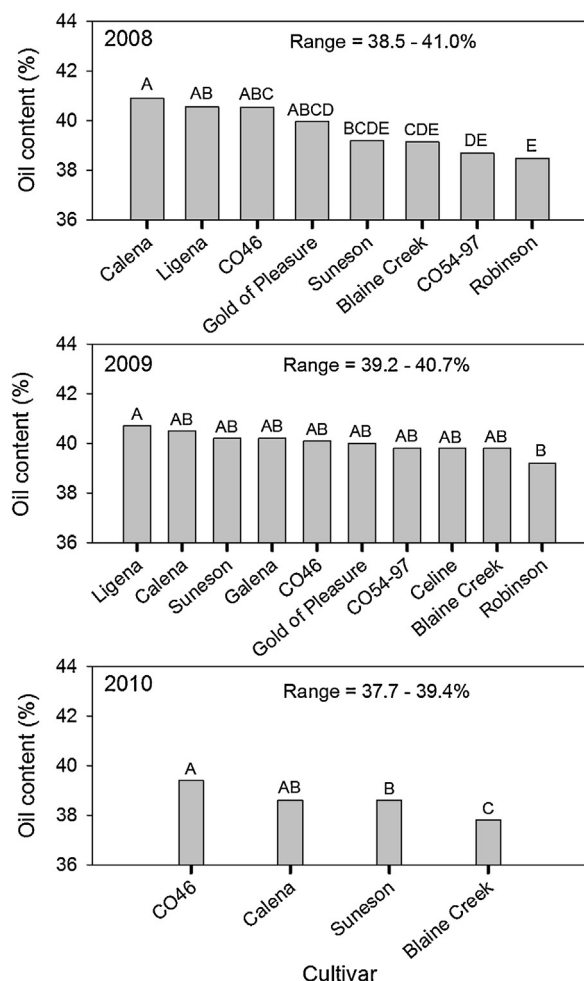 44
2008
Range = 38.5 - 41.0%
42
A
AB
ABC
ABCD
BCDE
CDE
DE
E
40
38
36
Oil content (%)
Calena
Ligena
CO46
Gold of Pleasure
Suneson
Blaine Creek
CO54-97
Robinson
44
2009
Range = 39.2 - 40.7%
42
A
AB
AB
AB
AB
AB
AB
AB
AB
B
40
38
36
Oil content (%)
Ligena
Calena
Suneson
Galena
CO46
Gold of Pleasure
CO54-97
Celine
Blaine Creek
Robinson
44
2010
Range = 37.7 - 39.4%
42
40
A
AB
B
C
38
36
Oil content (%)
CO46
Calena
Suneson
Blaine Creek
Cultivar